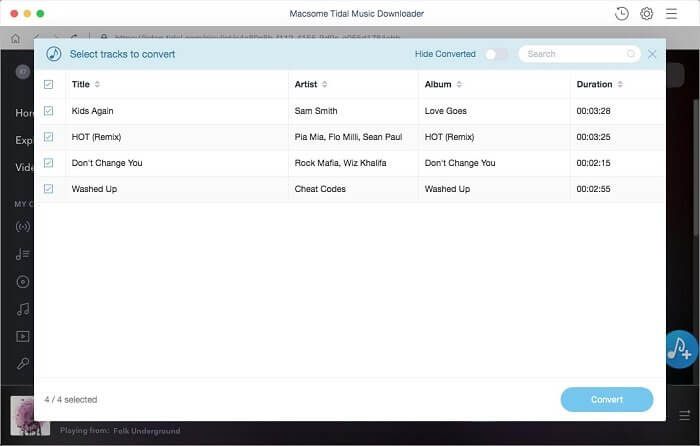 Macsome Tidal Music Downloader
Select tracks to convert
Hide Converted
Search
Title Artist Album Duration
Kids Again Sam Smith Love Goes 00:03:28
HOT (Remix) Pia Mia, Flo Milli, Sean Paul HOT (Remix) 00:03:25
Don't Change You Rock Mafia, Wiz Khalifa Don't Change You 00:02:15
Washed Up Cheat Codes Washed Up 00:02:55
Hom
Expl
Vide
MY C
4 / 4 selected
Convert
Playing from: Folk Underground